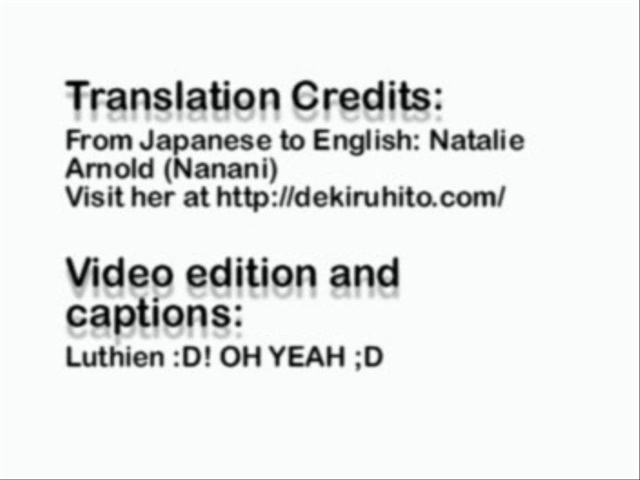 Translation Credits:
From Japanese to English: Natalie
Arnold (Nanani)
Visit her at http://dekiruhito.com/
Video edition and
captions:
Luthien :D! OH YEAH ;D